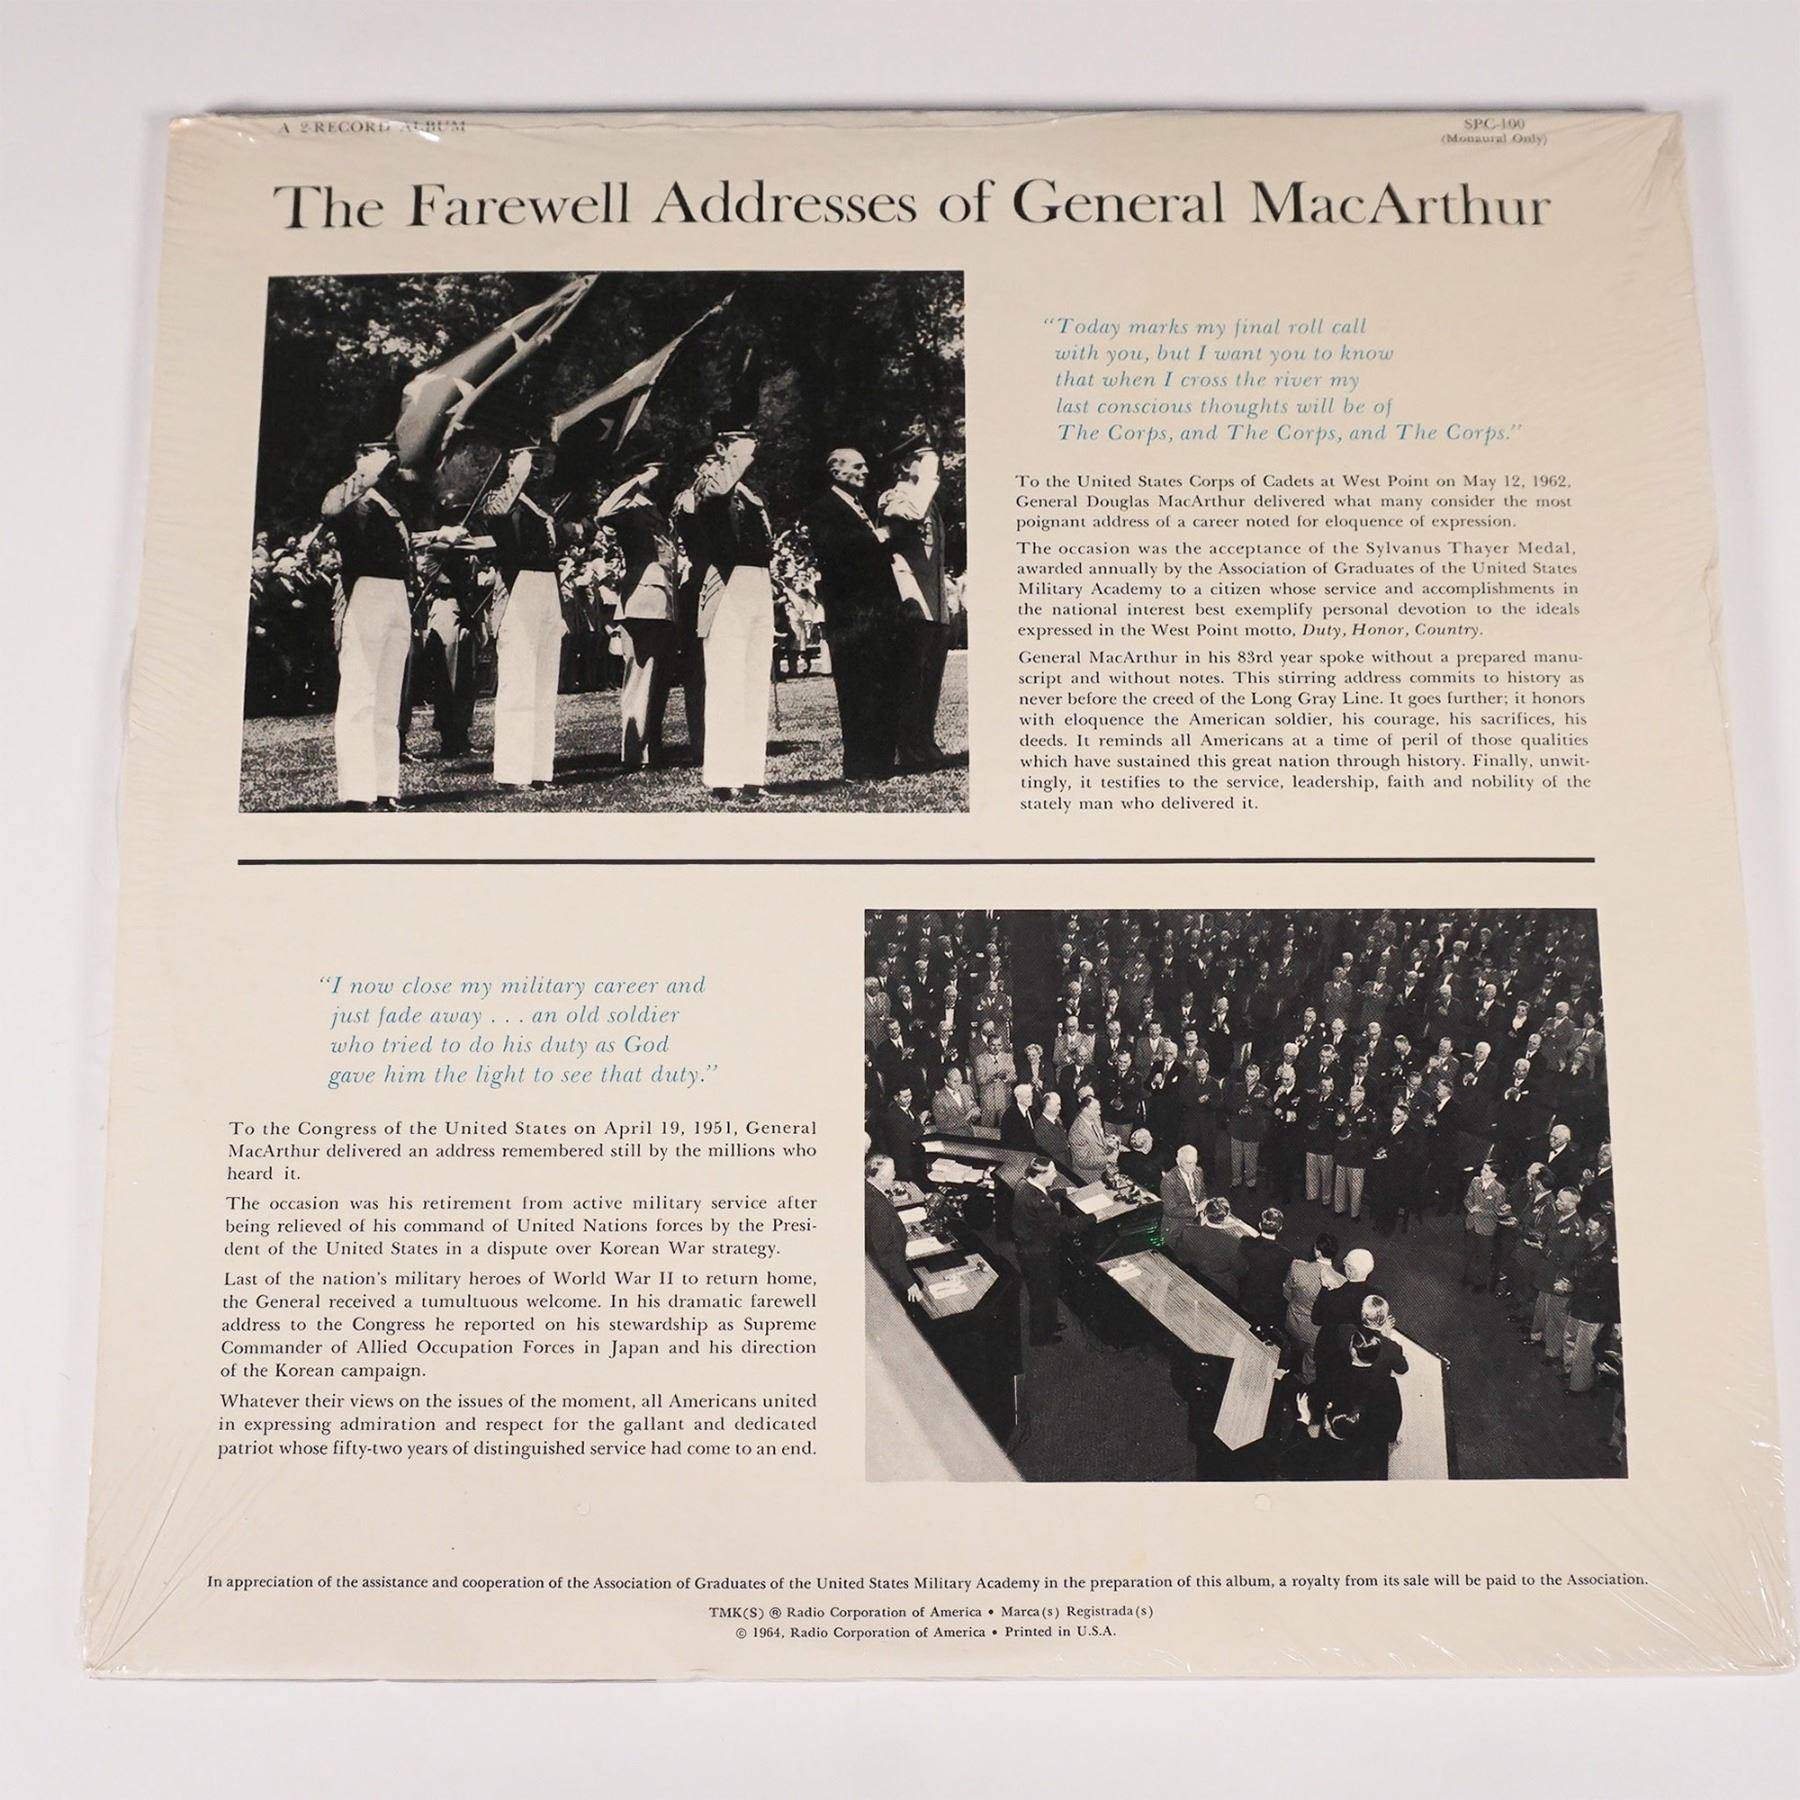 A 2-RECORD ALBUM
SPC-100
(Monaural Only)
The Farewell Addresses of General MacArthur
“Today marks my final roll call
with you, but I want you to know
that when I cross the river my
last conscious thoughts will be of
The Corps, and The Corps, and The Corps.”
To the United States Corps of Cadets at West Point on May 12, 1962,
General Douglas MacArthur delivered what many consider the most
poignant address of a career noted for eloquence of expression.
The occasion was the acceptance of the Sylvanus Thayer Medal,
awarded annually by the Association of Graduates of the United States
Military Academy to a citizen whose service and accomplishments in
the national interest best exemplify personal devotion to the ideals
expressed in the West Point motto, Duty, Honor, Country.
General MacArthur in his 83rd year spoke without a prepared manu-
script and without notes. This stirring address commits to history as
never before the creed of the Long Gray Line. It goes further; it honors
with eloquence the American soldier, his courage, his sacrifices, his
deeds. It reminds all Americans at a time of peril of those qualities
which have sustained this great nation through history. Finally, unwit-
tingly, it testifies to the service, leadership, faith and nobility of the
stately man who delivered it.
“I now close my military career and
just fade away . . . an old soldier
who tried to do his duty as God
gave him the light to see that duty.”
To the Congress of the United States on April 19, 1951, General
MacArthur delivered an address remembered still by the millions who
heard it.
The occasion was his retirement from active military service after
being relieved of his command of United Nations forces by the Presi-
dent of the United States in a dispute over Korean War strategy.
Last of the nation's military heroes of World War II to return home,
the General received a tumultuous welcome. In his dramatic farewell
address to the Congress he reported on his stewardship as Supreme
Commander of Allied Occupation Forces in Japan and his direction
of the Korean campaign.
Whatever their views on the issues of the moment, all Americans united
in expressing admiration and respect for the gallant and dedicated
patriot whose fifty-two years of distinguished service had come to an end.
In appreciation of the assistance and cooperation of the Association of Graduates of the United States Military Academy in the preparation of this album, a royalty from its sale will be paid to the Association.
TMK(S) ® Radio Corporation of America • Marca(s) Registrada(s)
© 1964, Radio Corporation of America • Printed in U.S.A.